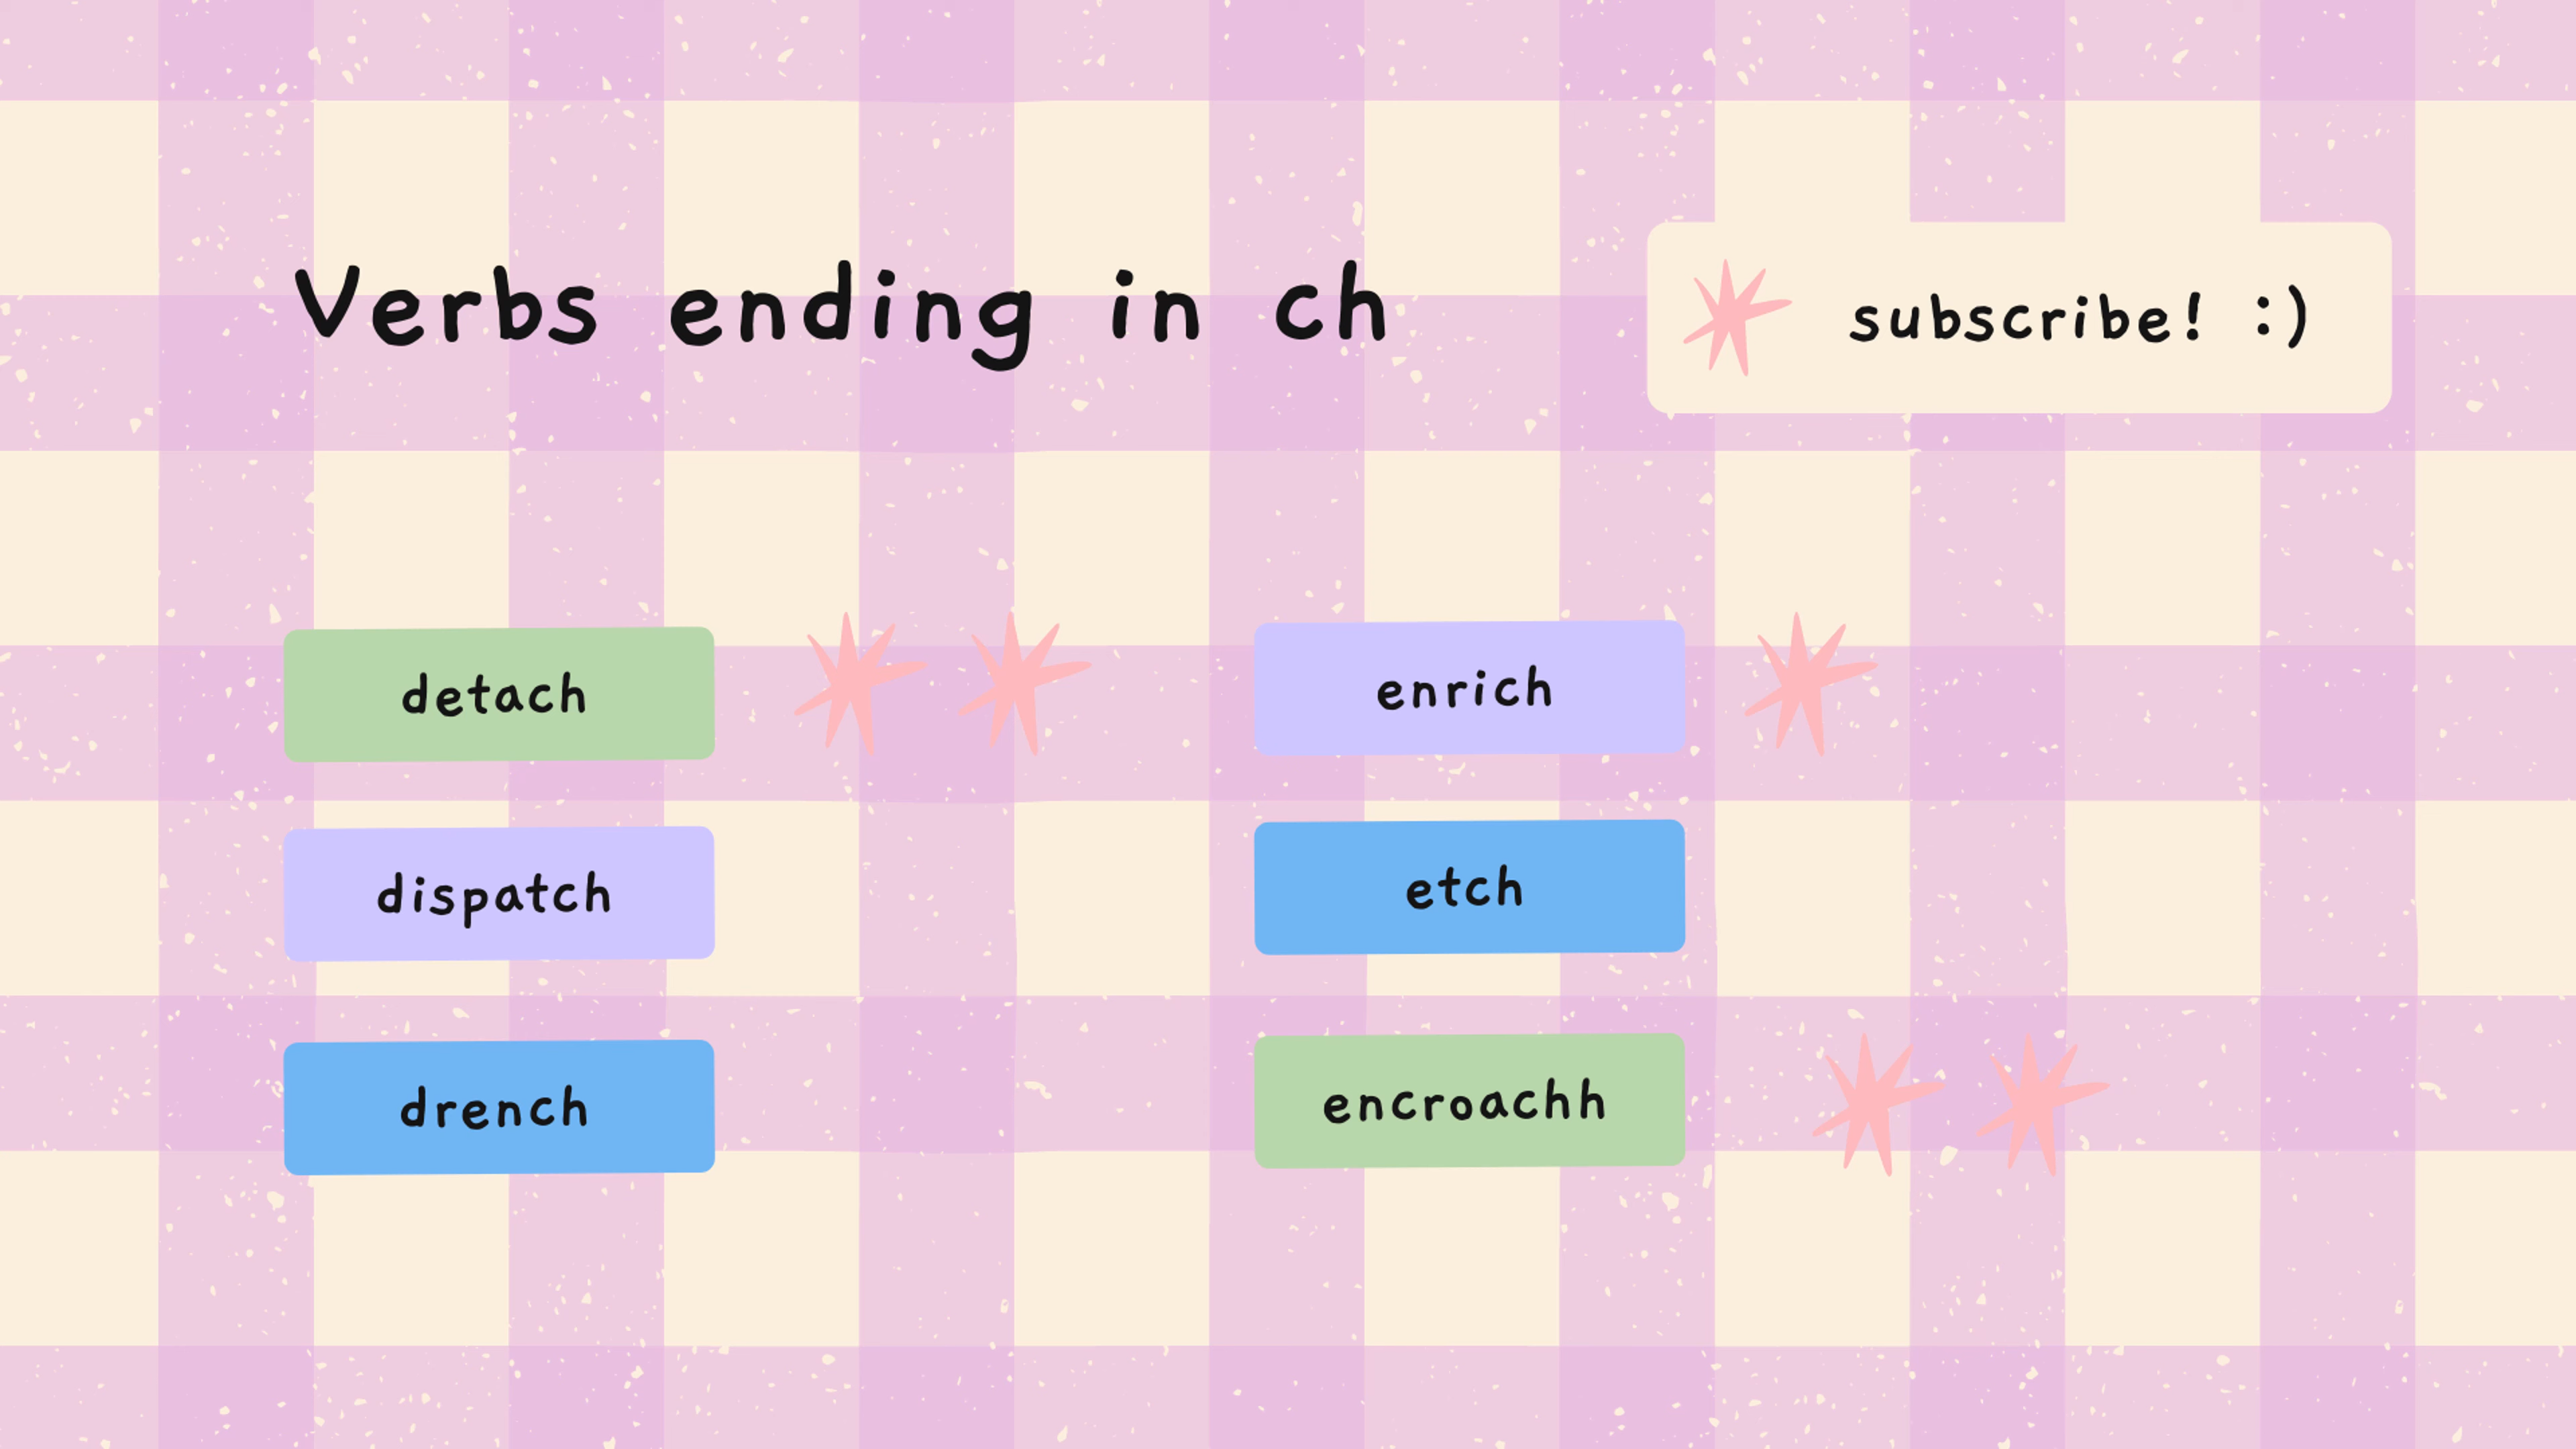 Verbs ending in ch
subscribe! :)
detach
dispatch
drench
enrich
etch
encroachh